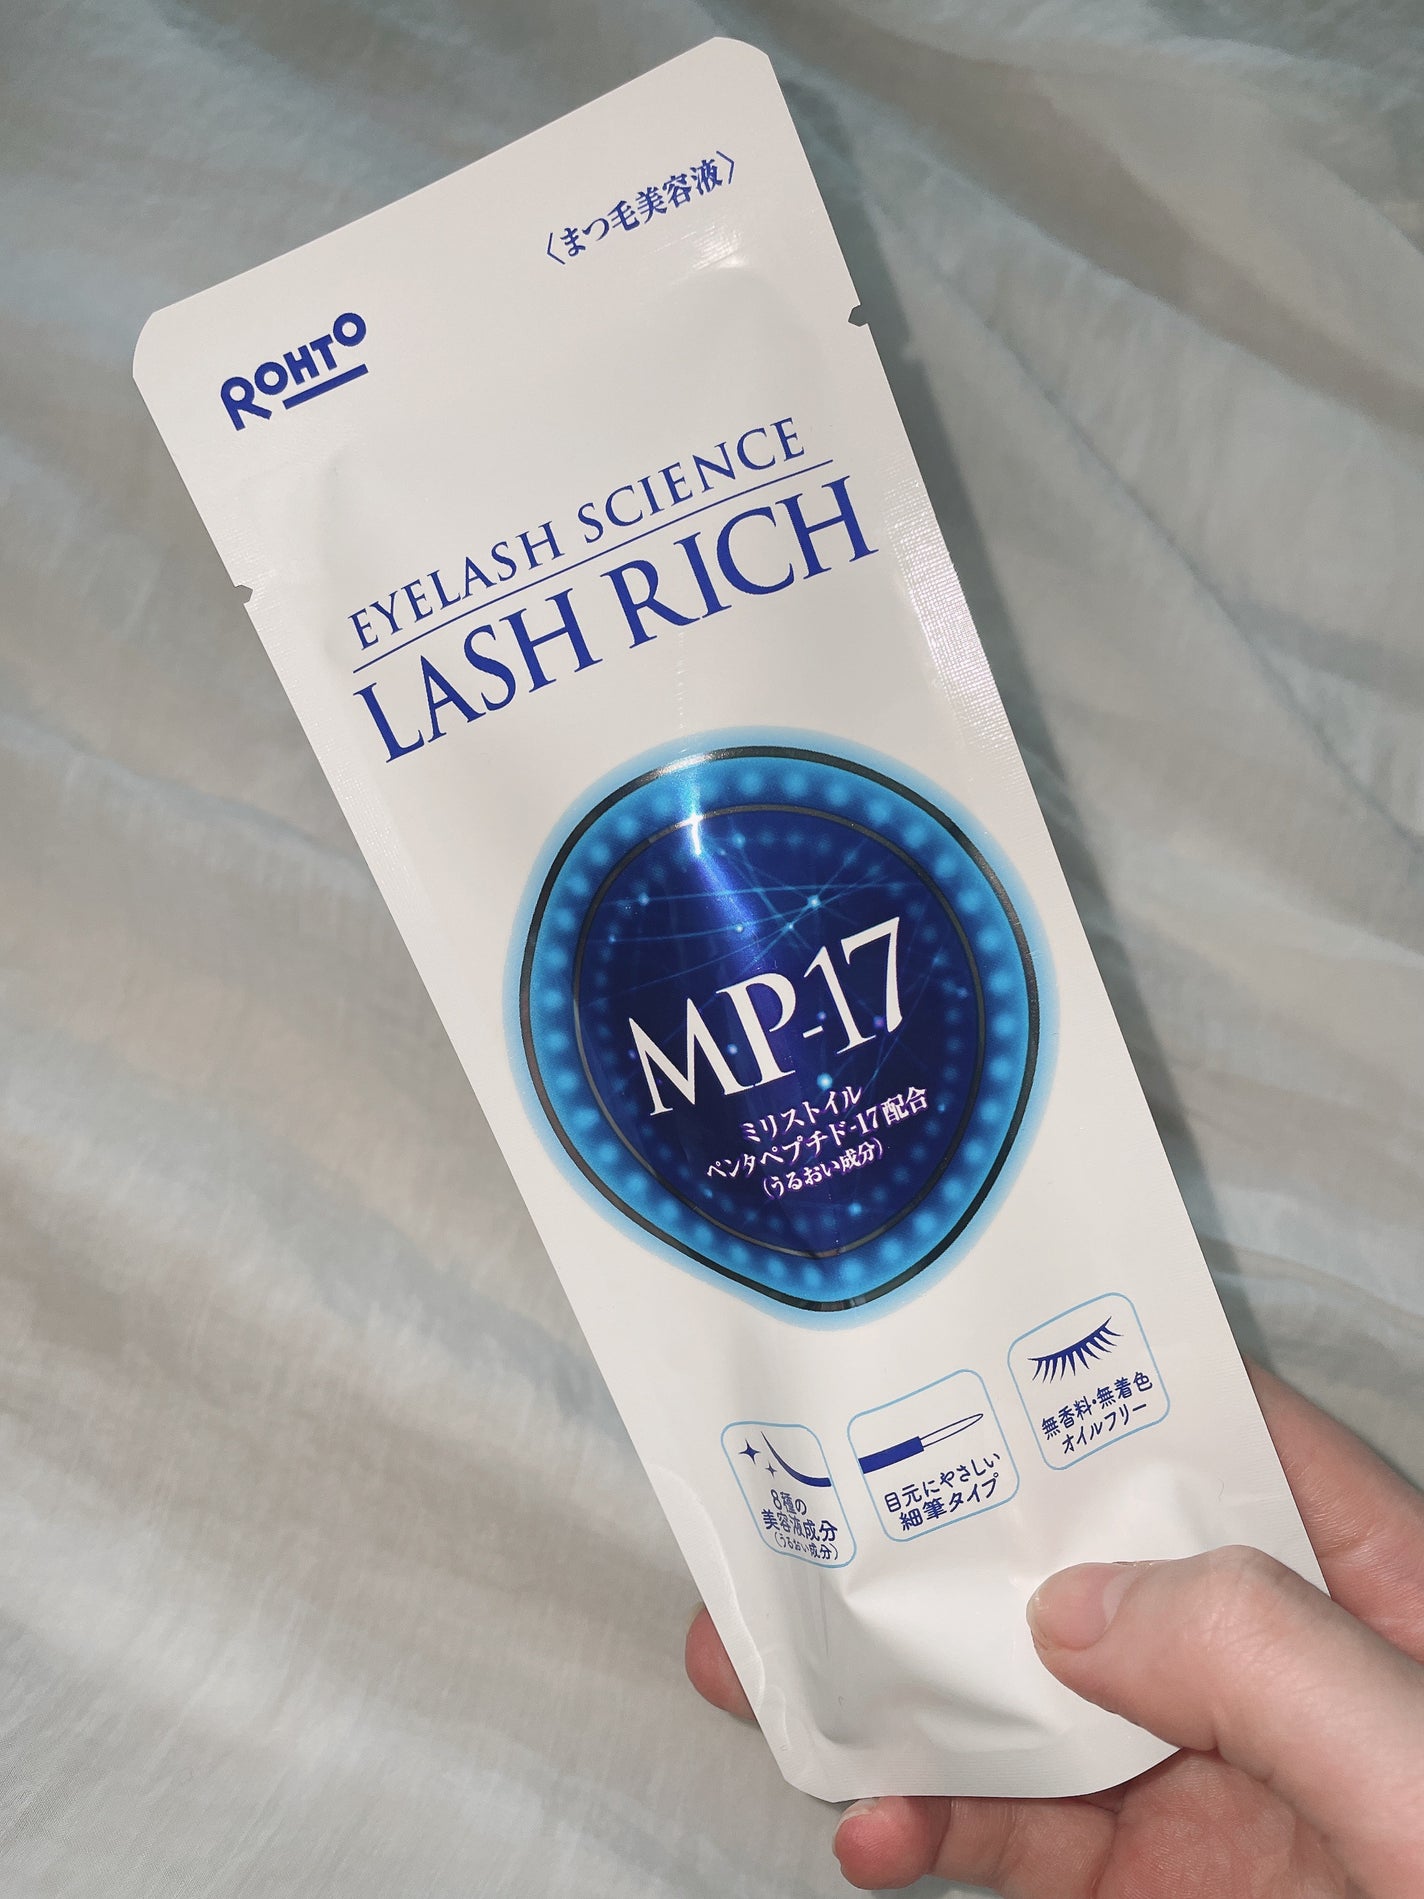 〈まつ毛美容液〉
ROHTO
EYELASH SCIENCE
LASH RICH
MP-17
ミリストイル
ペンタペプチド-17配合
(うるおい成分)
8種の
美容液成分
(うるおい成分)
目元にやさしい
細筆タイプ
無香料・無着色
オイルフリー